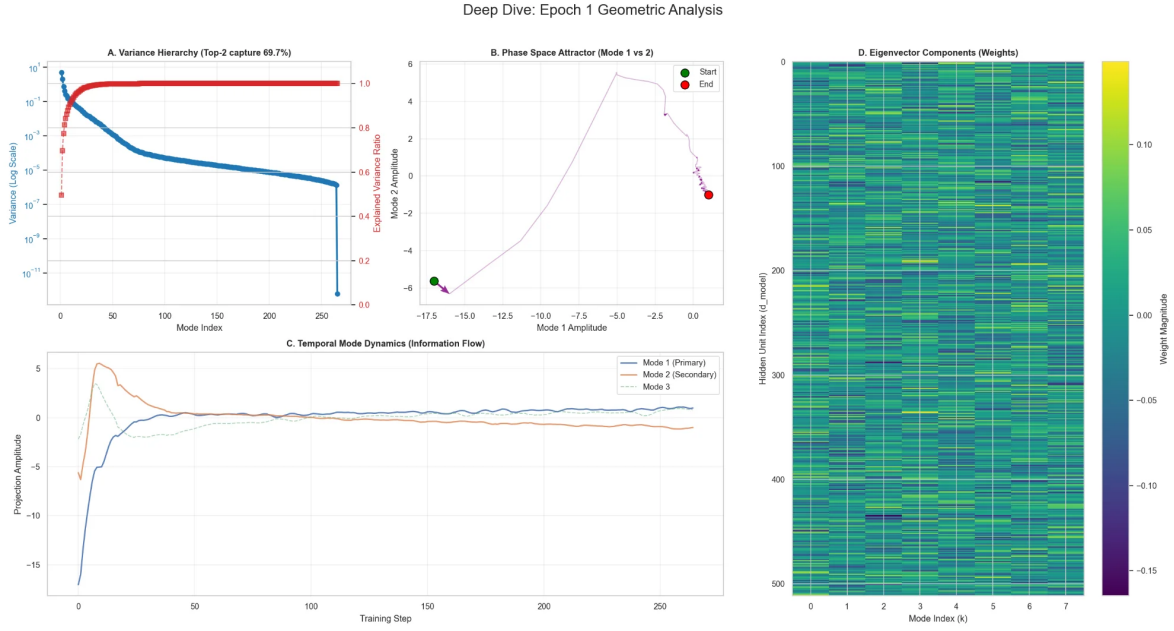 Deep Dive: Epoch 1 Geometric Analysis
A. Variance Hierarchy (Top-2 capture 69.7%)
Variance (Log Scale)
10^1
10^-1
10^-3
10^-5
10^-7
10^-9
10^-11
Explained Variance Ratio
1.0
0.8
0.6
0.4
0.2
0.0
0 50 100 150 200 250
Mode Index
B. Phase Space Attractor (Mode 1 vs 2)
Start
End
Mode 2 Amplitude
6
4
2
0
−2
−4
−6
−17.5 −15.0 −12.5 −10.0 −7.5 −5.0 −2.5 0.0
Mode 1 Amplitude
C. Temporal Mode Dynamics (Information Flow)
Mode 1 (Primary)
Mode 2 (Secondary)
Mode 3
Projection Amplitude
5
0
−5
−10
−15
0 50 100 150 200 250
Training Step
D. Eigenvector Components (Weights)
Hidden Unit Index (d_model)
0
100
200
300
400
500
0 1 2 3 4 5 6 7
Mode Index (k)
0.10
0.05
0.00
−0.05
−0.10
−0.15
Weight Magnitude